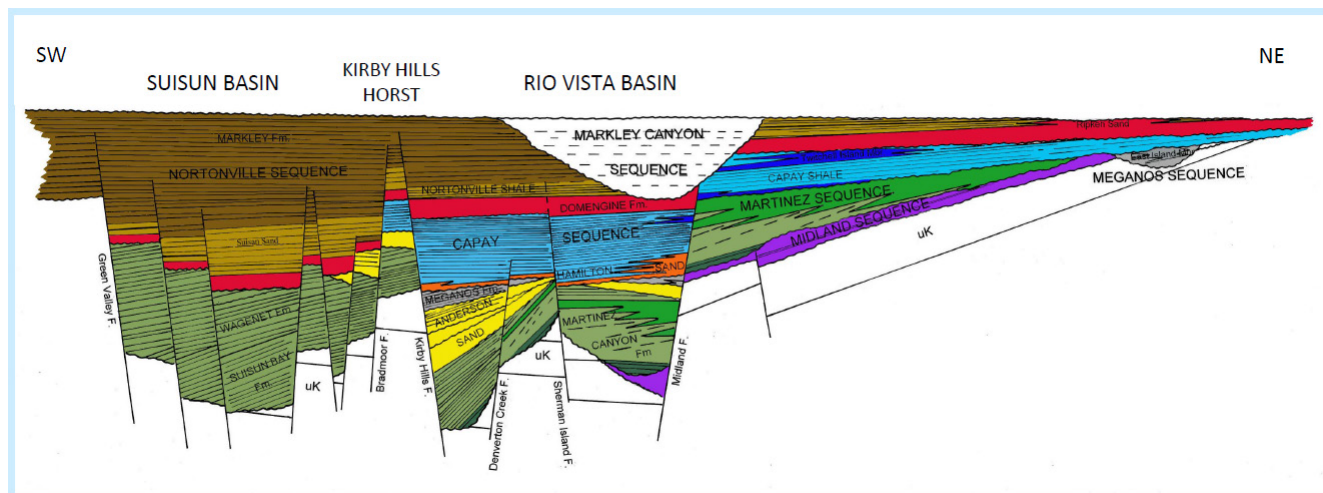 SW
NE
SUISUN BASIN
KIRBY HILLS
HORST
RIO VISTA BASIN
MARKLEY Fm.
MARKLEY CANYON
SEQUENCE
Ripken Sand
NORTONVILLE SEQUENCE
NORTONVILLE SHALE
CAPAY SHALE
MEGANOS SEQUENCE
DOMENGINE Fm.
MARTINEZ SEQUENCE
MIDLAND SEQUENCE
uK
CAPAY
SEQUENCE
HAMILTON
SAND
MEGANOS Fm.
ANDERSON
SAND
MARTINEZ
CANYON
Fm
WAGENET Fm
SUISUN BAY
Fm.
uK
uK
Green Valley F.
Bradmoor F.
Kirby Hills F.
Denverton Creek F.
Sherman Island F.
Midland F.